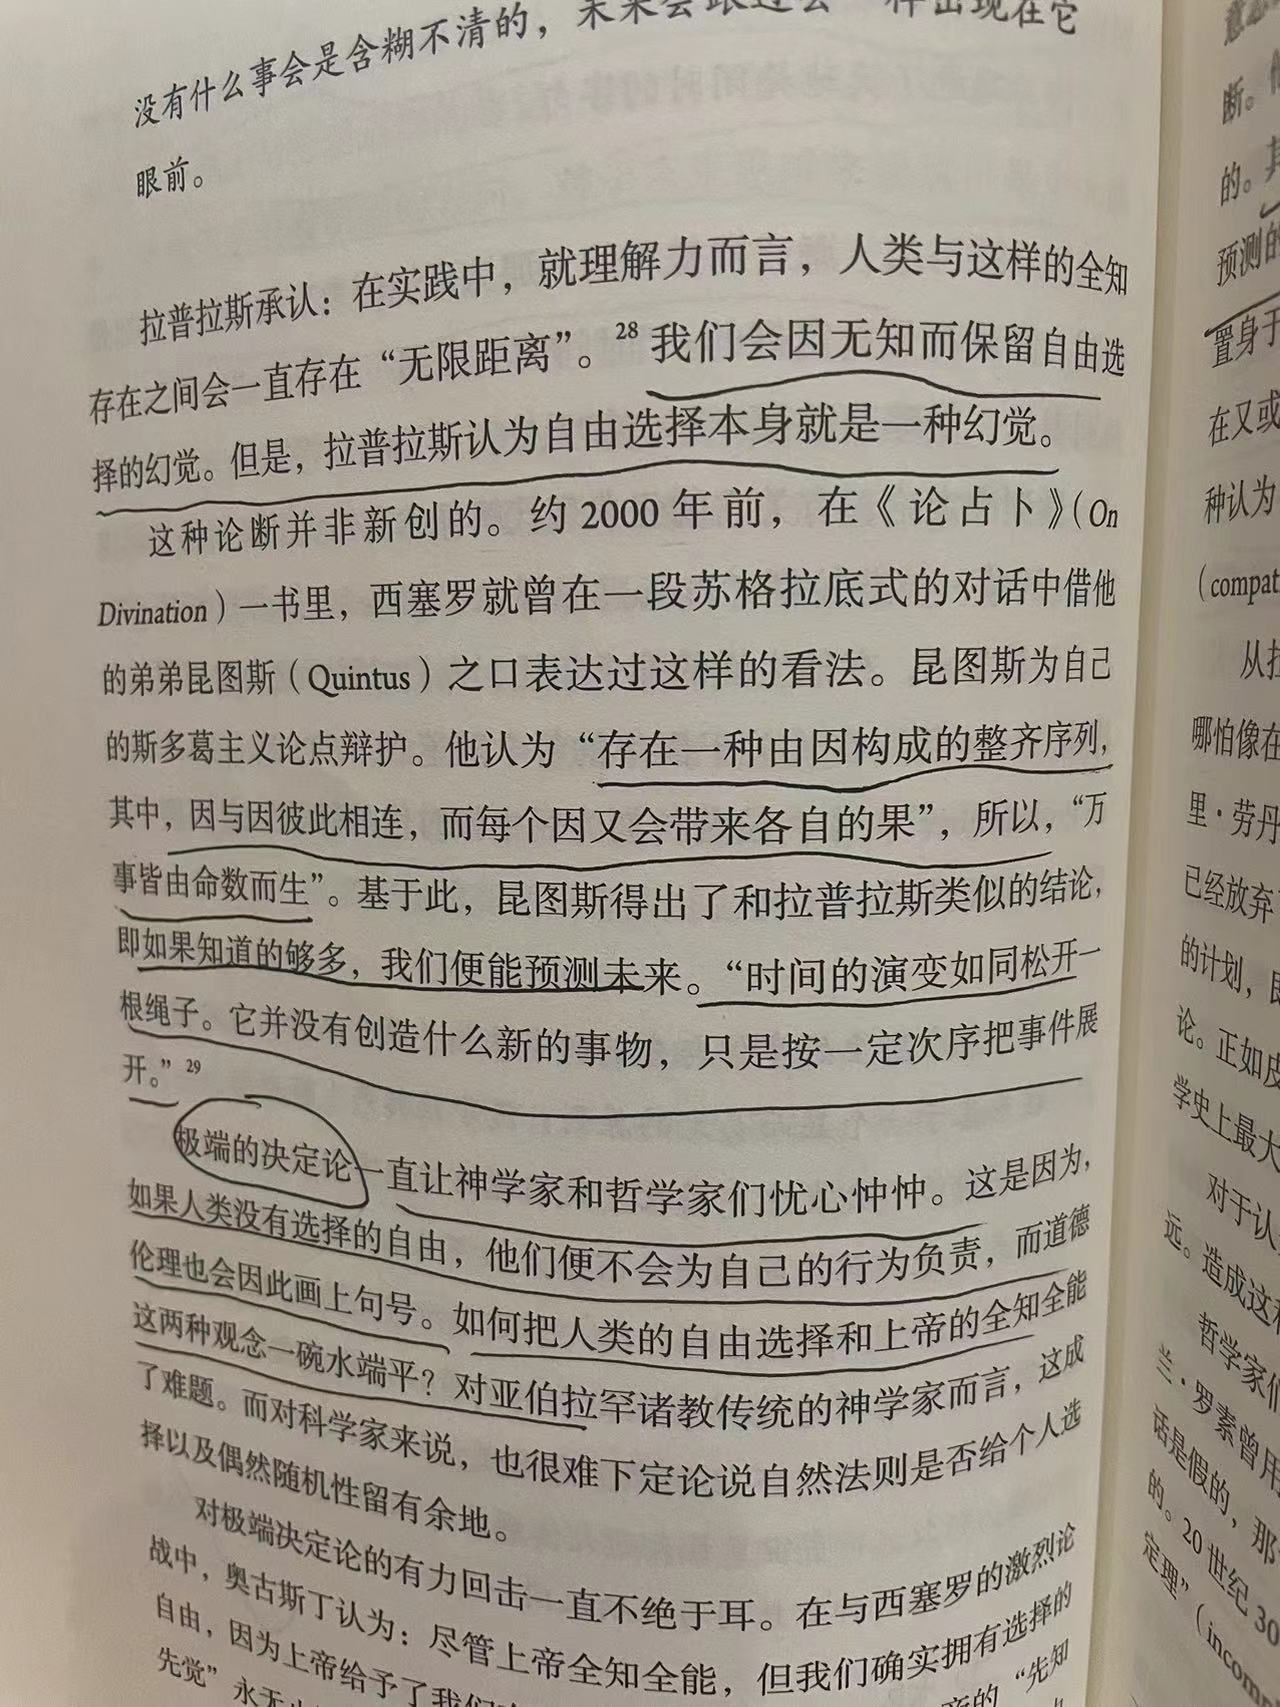 没有什么事会是含糊不清的，未来会跟过去一样出现在它
眼前。
拉普拉斯承认：在实践中，就理解力而言，人类与这样的全知
存在之间会一直存在“无限距离”。28 我们会因无知而保留自由选
择的幻觉。但是，拉普拉斯认为自由选择本身就是一种幻觉。
这种论断并非新创的。约 2000 年前，在《论占卜》（On
Divination）一书里，西塞罗就曾在一段苏格拉底式的对话中借他
的弟弟昆图斯（Quintus）之口表达过这样的看法。昆图斯为自己
的斯多葛主义论点辩护。他认为“存在一种由因构成的整齐序列，
其中，因与因彼此相连，而每个因又会带来各自的果”，所以，“万
事皆由命数而生”。基于此，昆图斯得出了和拉普拉斯类似的结论，
即如果知道的够多，我们便能预测未来。“时间的演变如同松开一
根绳子。它并没有创造什么新的事物，只是按一定次序把事件展
开。”29
极端的决定论一直让神学家和哲学家们忧心忡忡。这是因为，
如果人类没有选择的自由，他们便不会为自己的行为负责，而道德
伦理也会因此画上句号。如何把人类的自由选择和上帝的全知全能
这两种观念一碗水端平？对亚伯拉罕诸教传统的神学家而言，这成
了难题。而对科学家来说，也很难下定论说自然法则是否给个人选
择以及偶然随机性留有余地。
对极端决定论的有力回击一直不绝于耳。在与西塞罗的激烈论
战中，奥古斯丁认为：尽管上帝全知全能，但我们确实拥有选择的
自由，因为上帝给予了我们
的“先知
先觉”永无
断。
的。
预测的
置身于
在又或
种认为
（compat
从拉
哪怕像在
里·劳丹
已经放弃
的计划，
论。正如皮
学史上最大
对于认
远。造成这种
哲学家们
兰·罗素曾用
话是假的，那
的。20 世纪 30
定理”（incom